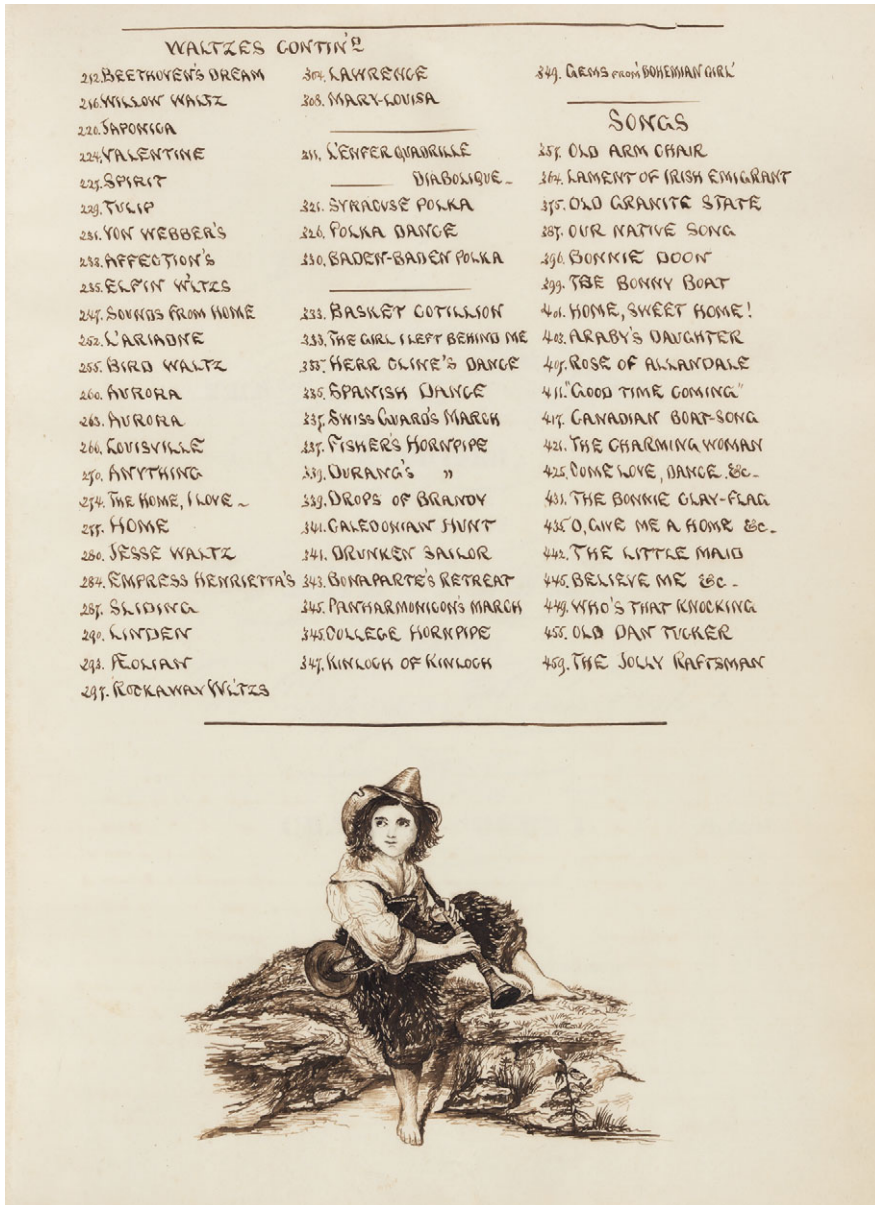 WALTZES CONTIN'D
212. BEETHOVEN'S DREAM
216. WILLOW WALTZ
220. JAPONICA
224. VALENTINE
227. SPIRIT
229. TULIP
231. VON WEBBER'S
233. AFFECTION'S
235. ELFIN WLTZS
247. SOUNDS FROM HOME
252. L'ARIADNE
255. BIRD WALTZ
260. AURORA
263. AURORA
266. LOUISVILLE
270. ANYTHING
274. THE HOME, I LOVE ~
277. HOME
280. JESSE WALTZ
284. EMPRESS HENRIETTA'S
287. SLIDING
290. LINDEN
293. ÆOLIAN
297. ROCKAWAY WLTZS
304. LAWRENCE
308. MARY-LOUISA
311. L'ENFER QUADRILLE
DIABOLIQUE -
321. SYRACUSE POLKA
326. POLKA DANCE
330. BADEN-BADEN POLKA
333. BASKET COTILLION
333. THE GIRL I LEFT BEHIND ME
335. HERR CLINE'S DANCE
335. SPANISH DANCE
337. SWISS GUARD'S MARCH
337. FISHER'S HORNPIPE
339. DURANG'S "
339. DROPS OF BRANDY
341. CALEDONIAN HUNT
341. DRUNKEN SAILOR
343. BONAPARTE'S RETREAT
345. PANHARMONICON'S MARCH
345. COLLEGE HORNPIPE
347. KINLOCH OF KINLOCH
349. GEMS FROM 'BOHEMIAN GIRL'
SONGS
357. OLD ARM CHAIR
364. LAMENT OF IRISH EMIGRANT
375. OLD GRANITE STATE
387. OUR NATIVE SONG
396. BONNIE DOON
399. THE BONNY BOAT
401. HOME, SWEET HOME!
403. ARABY'S DAUGHTER
407. ROSE OF ALLANDALE
411. "GOOD TIME COMING"
417. CANADIAN BOAT-SONG
421. THE CHARMING WOMAN
425. COME LOVE, DANCE &c -
431. THE BONNIE CLAY-FLAG
435. O, GIVE ME A HOME &c -
442. THE LITTLE MAID
445. BELIEVE ME &c -
449. WHO'S THAT KNOCKING
455. OLD DAN TUCKER
459. THE JOLLY RAFTSMAN